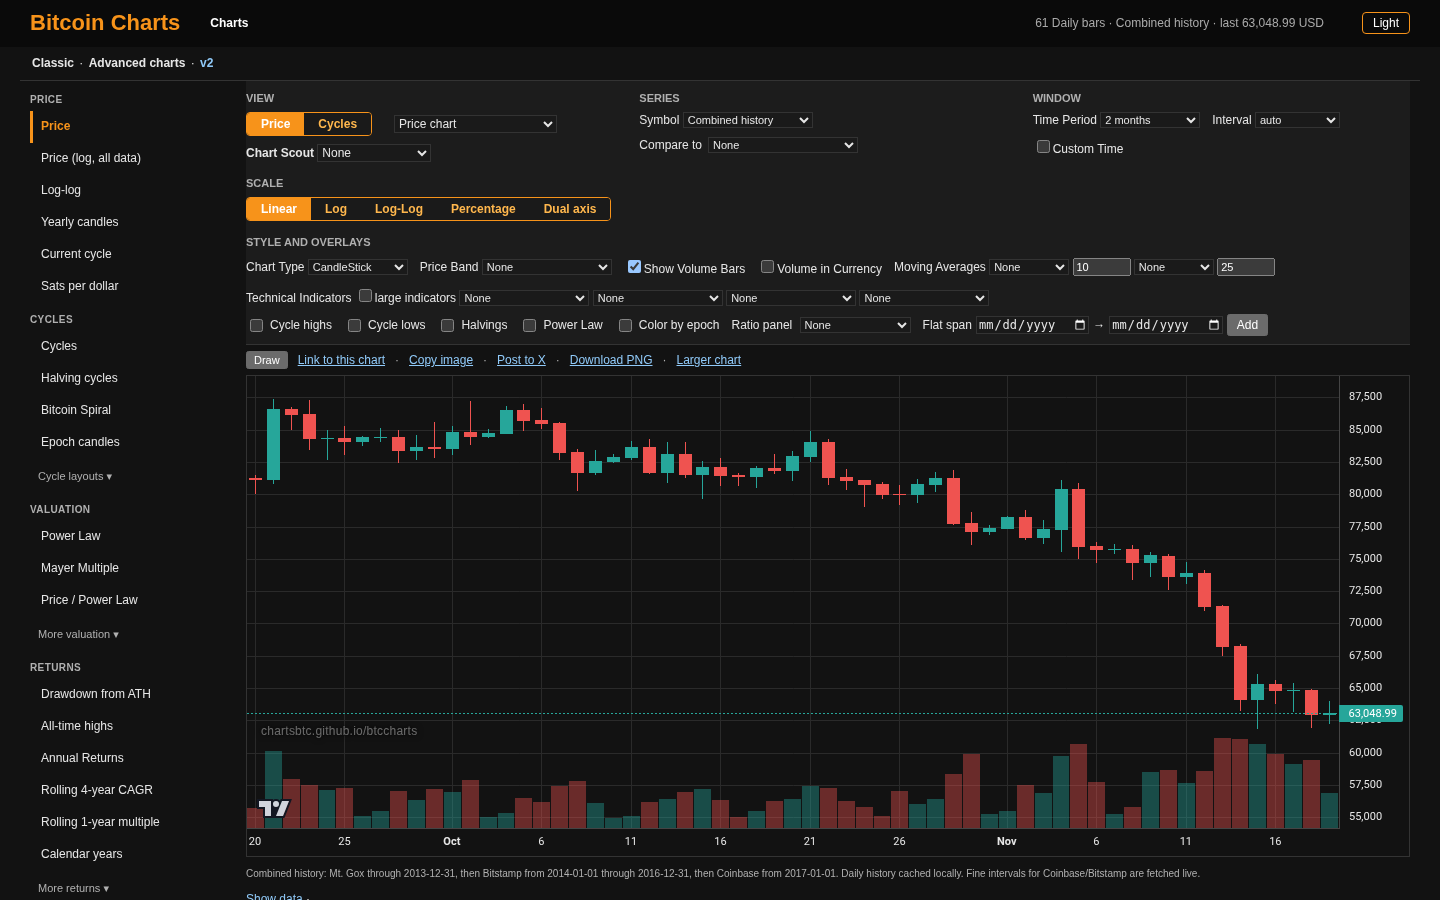 Bitcoin Charts
Charts
61 Daily bars · Combined history · last 63,048.99 USD
Light
Classic · Advanced charts · v2
PRICE
Price
Price (log, all data)
Log-log
Yearly candles
Current cycle
Sats per dollar
CYCLES
Cycles
Halving cycles
Bitcoin Spiral
Epoch candles
Cycle layouts ▾
VALUATION
Power Law
Mayer Multiple
Price / Power Law
More valuation ▾
RETURNS
Drawdown from ATH
All-time highs
Annual Returns
Rolling 4-year CAGR
Rolling 1-year multiple
Calendar years
More returns ▾
VIEW
Price Cycles Price chart
Chart Scout None
SERIES
Symbol Combined history
Compare to None
WINDOW
Time Period 2 months Interval auto
Custom Time
SCALE
Linear Log Log-Log Percentage Dual axis
STYLE AND OVERLAYS
Chart Type CandleStick Price Band None Show Volume Bars Volume in Currency Moving Averages None 10 None 25
Technical Indicators large indicators None None None None
Cycle highs Cycle lows Halvings Power Law Color by epoch Ratio panel None Flat span mm/dd/yyyy → mm/dd/yyyy Add
Draw Link to this chart · Copy image · Post to X · Download PNG · Larger chart
87,500
85,000
82,500
80,000
77,500
75,000
72,500
70,000
67,500
65,000
63,048.99
60,000
57,500
55,000
chartsbtc.github.io/btccharts
20 25 Oct 6 11 16 21 26 Nov 6 11 16
Combined history: Mt. Gox through 2013-12-31, then Bitstamp from 2014-01-01 through 2016-12-31, then Coinbase from 2017-01-01. Daily history cached locally. Fine intervals for Coinbase/Bitstamp are fetched live.
Show data ·